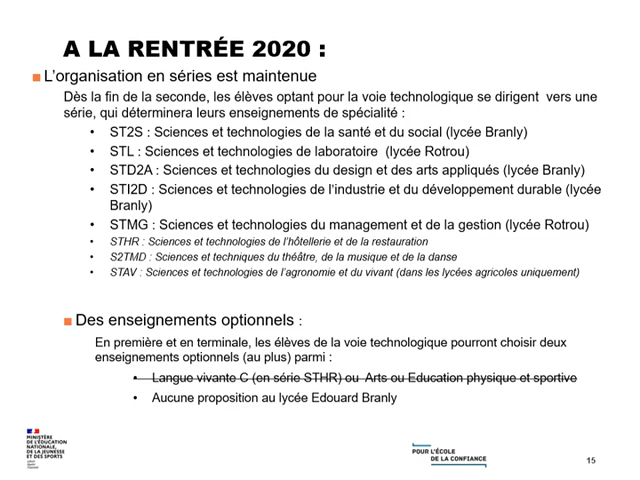 A LA RENTRÉE 2020 :
L'organisation en séries est maintenue
Dès la fin de la seconde, les élèves optant pour la voie technologique se dirigent vers une
série, qui déterminera leurs enseignements de spécialité :
• ST2S : Sciences et technologies de la santé et du social (lycée Branly)
• STL : Sciences et technologies de laboratoire (lycée Rotrou)
• STD2A : Sciences et technologies du design et des arts appliqués (lycée Branly)
• STI2D : Sciences et technologies de l'industrie et du développement durable (lycée
Branly)
• STMG : Sciences et technologies du management et de la gestion (lycée Rotrou)
• STHR : Sciences et technologies de l'hôtellerie et de la restauration
• S2TMD : Sciences et techniques du théâtre, de la musique et de la danse
• STAV : Sciences et technologies de l'agronomie et du vivant (dans les lycées agricoles uniquement)
Des enseignements optionnels :
En première et en terminale, les élèves de la voie technologique pourront choisir deux
enseignements optionnels (au plus) parmi :
• Langue vivante C (en série STHR) ou Arts ou Education physique et sportive
• Aucune proposition au lycée Edouard Branly
MINISTÈRE
DE L'ÉDUCATION
NATIONALE,
DE LA JEUNESSE
ET DES SPORTS
POUR L'ÉCOLE
DE LA CONFIANCE
15